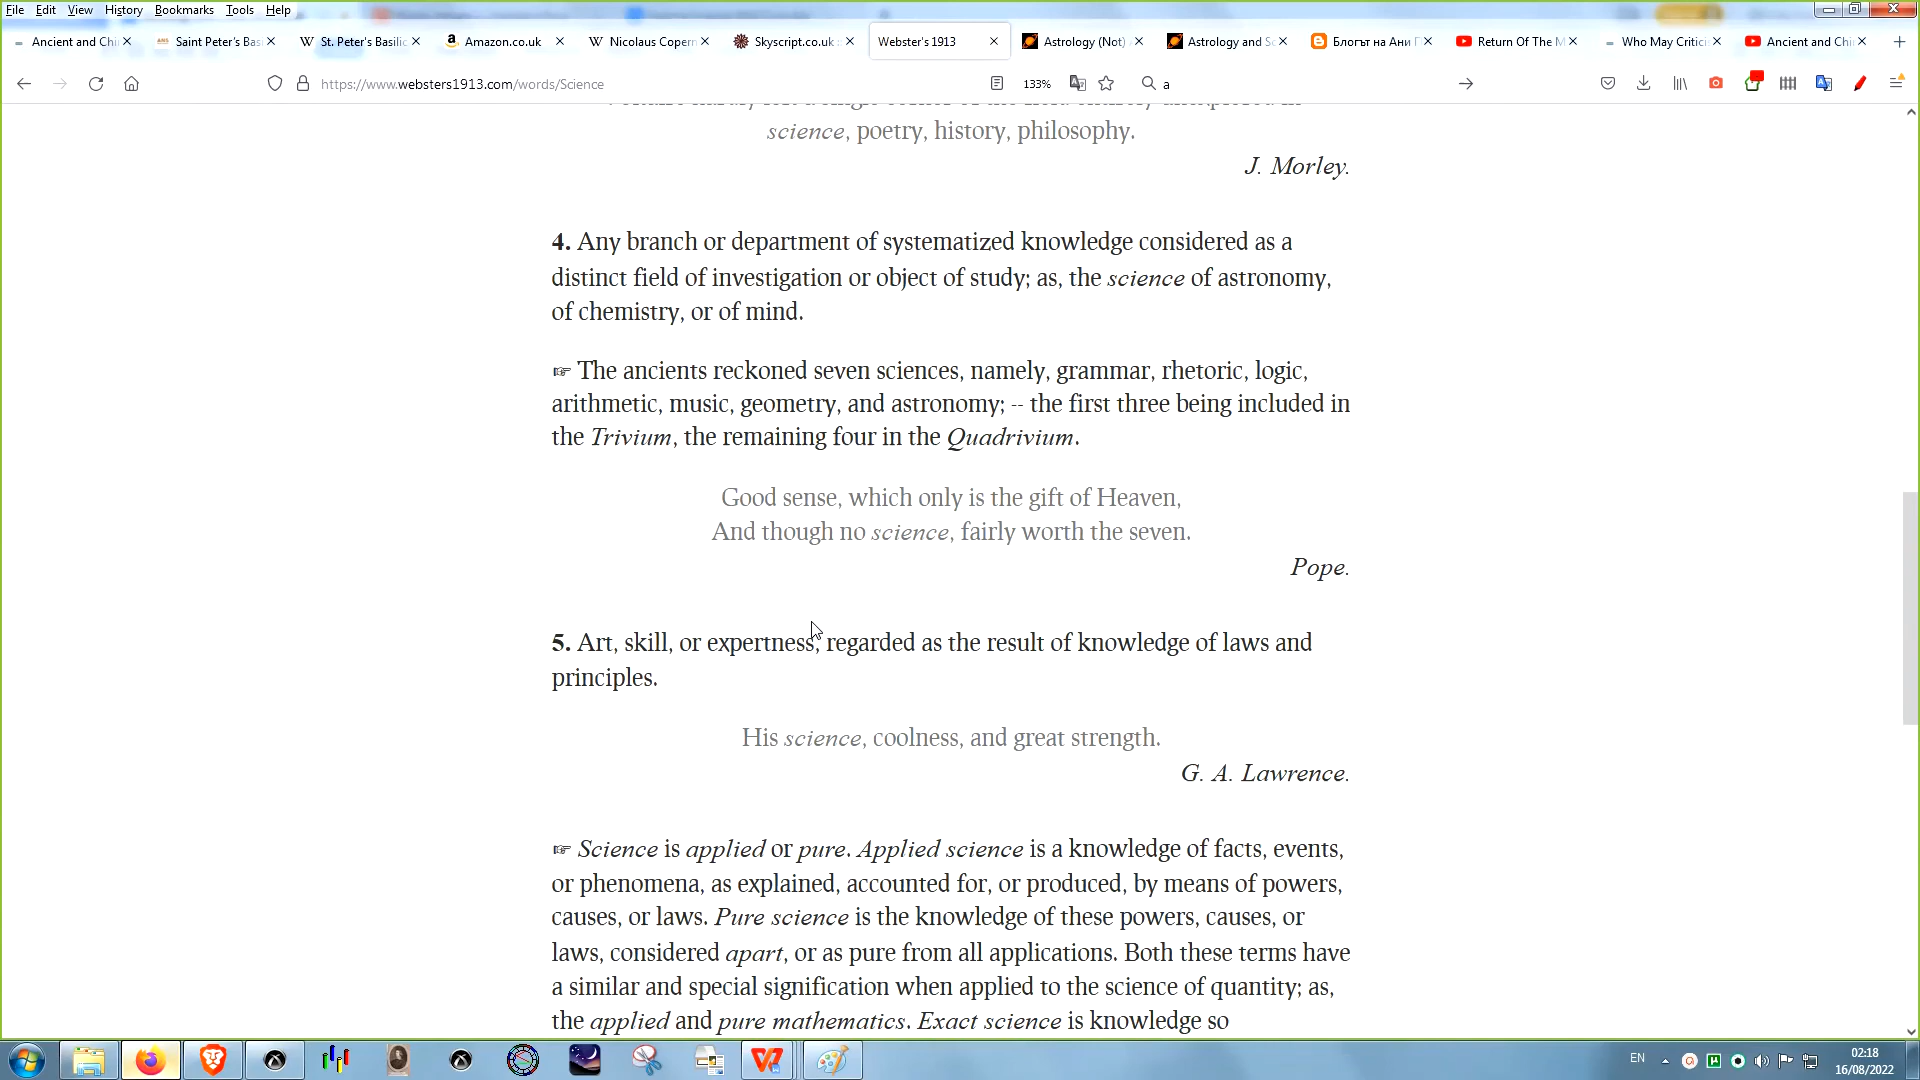 File Edit View History Bookmarks Tools Help
Ancient and Chi
Saint Peter's Bas
St. Peter's Basilic
Amazon.co.uk
Nicolaus Coper
Skyscript.co.uk
Webster's 1913
Astrology (Not)
Astrology and S
Блогът на Ани
Return Of The M
Who May Critic
Ancient and Chi
https://www.websters1913.com/words/Science
133%
a
science, poetry, history, philosophy.
J. Morley.
4. Any branch or department of systematized knowledge considered as a
distinct field of investigation or object of study; as, the science of astronomy,
of chemistry, or of mind.
☞ The ancients reckoned seven sciences, namely, grammar, rhetoric, logic,
arithmetic, music, geometry, and astronomy; -- the first three being included in
the Trivium, the remaining four in the Quadrivium.
Good sense, which only is the gift of Heaven,
And though no science, fairly worth the seven.
Pope.
5. Art, skill, or expertness, regarded as the result of knowledge of laws and
principles.
His science, coolness, and great strength.
G. A. Lawrence.
☞ Science is applied or pure. Applied science is a knowledge of facts, events,
or phenomena, as explained, accounted for, or produced, by means of powers,
causes, or laws. Pure science is the knowledge of these powers, causes, or
laws, considered apart, or as pure from all applications. Both these terms have
a similar and special signification when applied to the science of quantity; as,
the applied and pure mathematics. Exact science is knowledge so
EN
02:18
16/08/2022